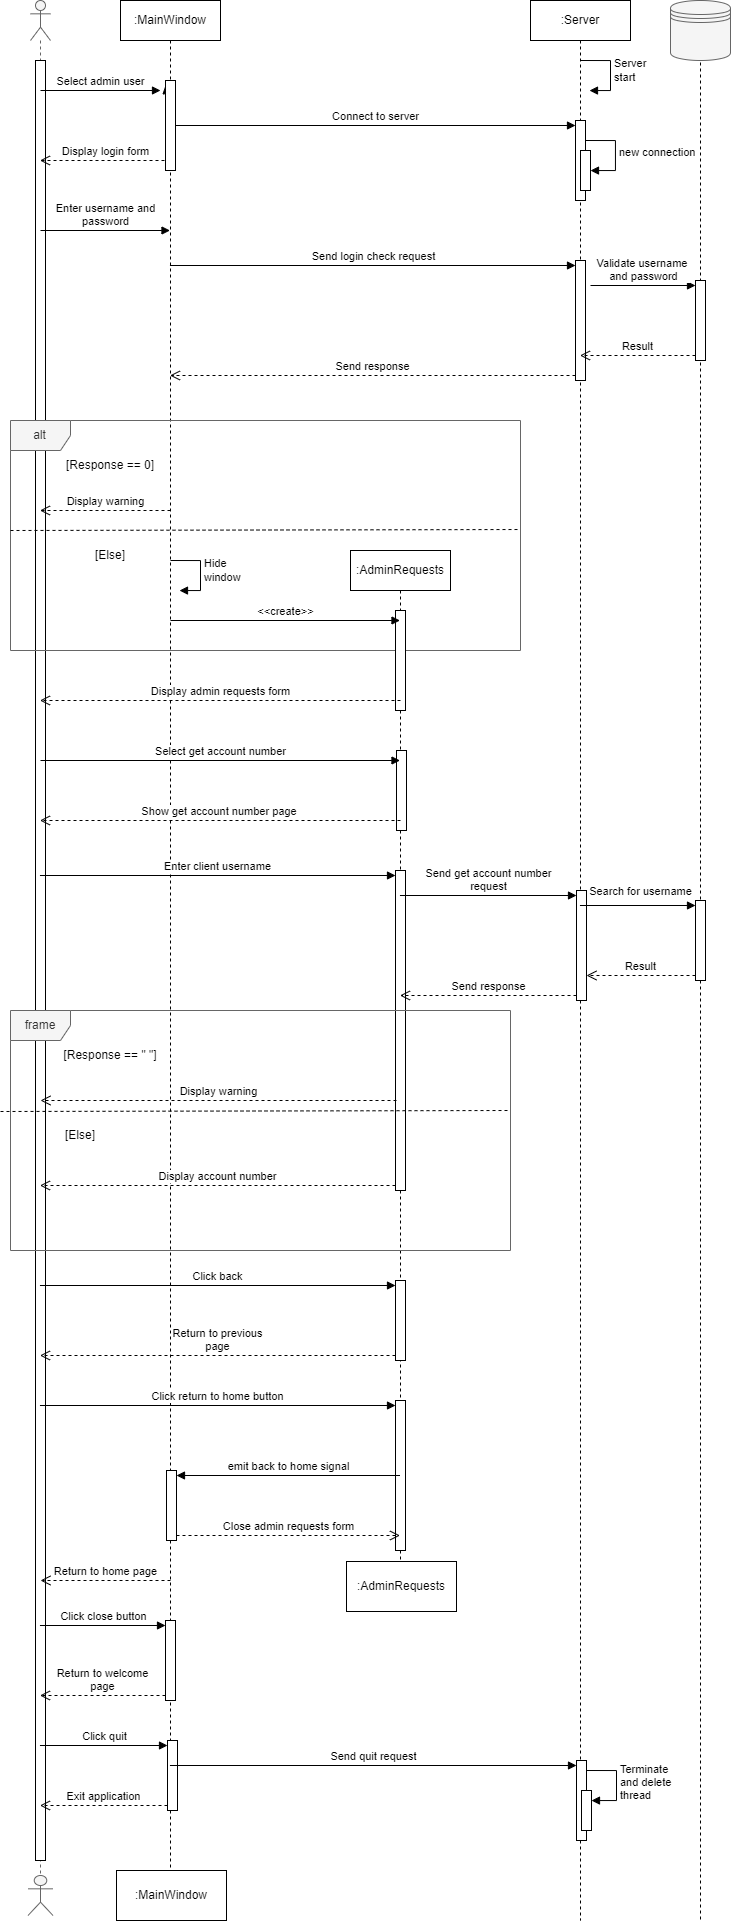 :MainWindow
:Server
Server
start
Select admin user
Connect to server
Display login form
new connection
Enter username and
password
Send login check request
Validate username
and password
Result
Send response
alt
[Response == 0]
Display warning
[Else]
Hide
window
:AdminRequests
<<create>>
Display admin requests form
Select get account number
Show get account number page
Enter client username
Send get account number
request
Search for username
Result
Send response
frame
[Response == " "]
Display warning
[Else]
Display account number
Click back
Return to previous
page
Click return to home button
emit back to home signal
Close admin requests form
Return to home page
:AdminRequests
Click close button
Return to welcome
page
Click quit
Send quit request
Terminate
and delete
thread
Exit application
:MainWindow